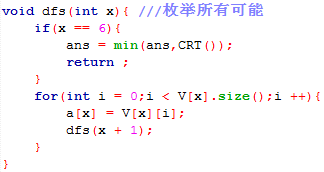 void dfs(int x){ ///枚举所有可能
    if(x == 6){
        ans = min(ans,CRT());
        return ;
    }
    for(int i = 0;i < V[x].size();i ++){
        a[x] = V[x][i];
        dfs(x + 1);
    }
}